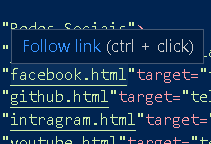 "Redes Sociais">
Follow link (ctrl + click)
"facebook.html"target="
"github.html"target="te
"intragram.html"target=
"youtube.html"target="t